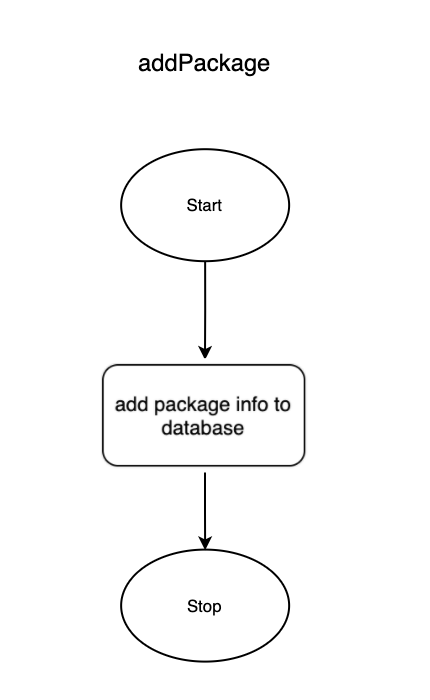 addPackage
Start
add package info to
database
Stop